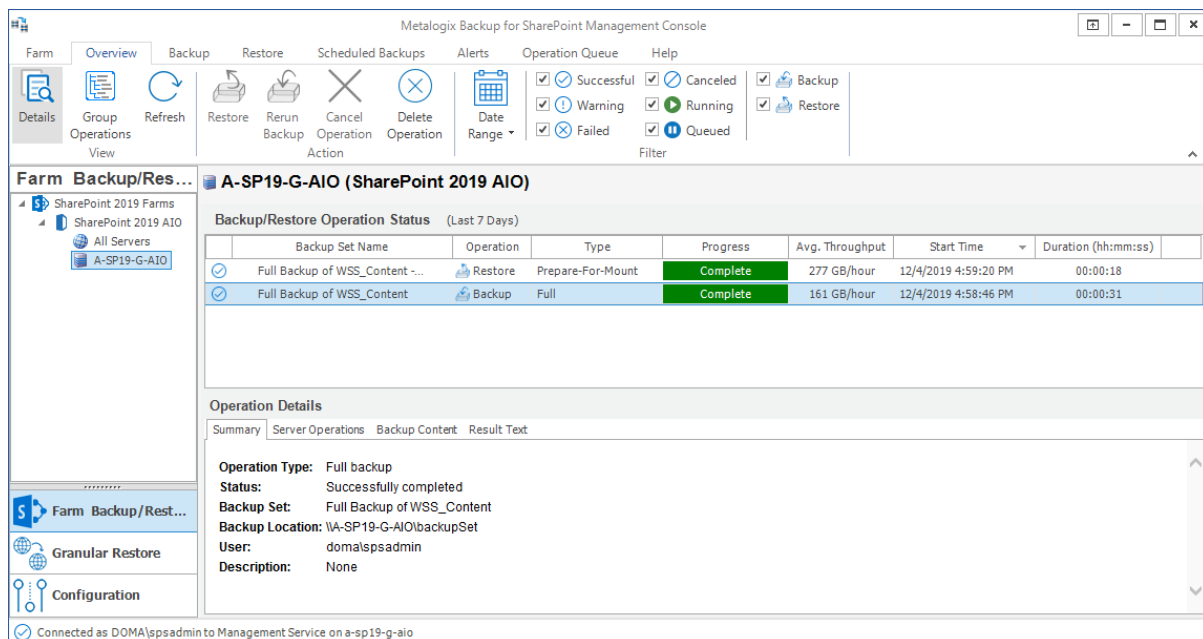 Metalogix Backup for SharePoint Management Console
Farm Overview Backup Restore Scheduled Backups Alerts Operation Queue Help
Details Group Operations Refresh Restore Rerun Backup Cancel Operation Delete Operation Date Range
Successful Canceled Backup
Warning Running Restore
Failed Queued
View Action Filter
Farm Backup/Res...
SharePoint 2019 Farms
SharePoint 2019 AIO
All Servers
A-SP19-G-AIO
Farm Backup/Rest...
Granular Restore
Configuration
A-SP19-G-AIO (SharePoint 2019 AIO)
Backup/Restore Operation Status (Last 7 Days)
Backup Set Name Operation Type Progress Avg. Throughput Start Time Duration (hh:mm:ss)
Full Backup of WSS_Content -... Restore Prepare-For-Mount Complete 277 GB/hour 12/4/2019 4:59:20 PM 00:00:18
Full Backup of WSS_Content Backup Full Complete 161 GB/hour 12/4/2019 4:58:46 PM 00:00:31
Operation Details
Summary Server Operations Backup Content Result Text
Operation Type: Full backup
Status: Successfully completed
Backup Set: Full Backup of WSS_Content
Backup Location: \\A-SP19-G-AIO\backupSet
User: doma\spsadmin
Description: None
Connected as DOMA\spsadmin to Management Service on a-sp19-g-aio